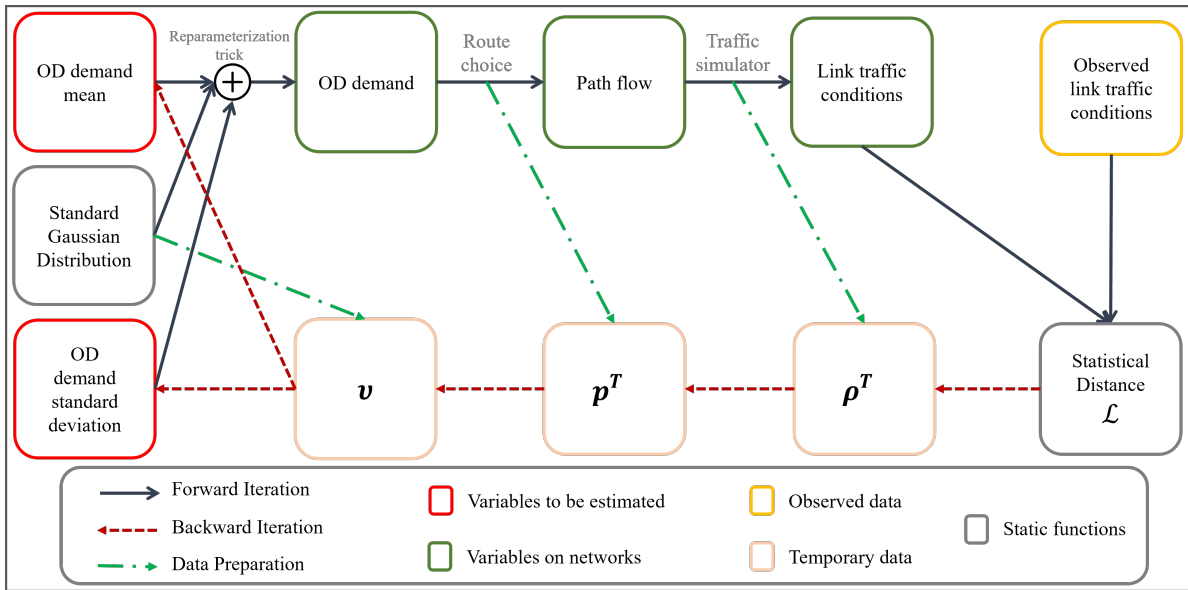 OD demand
mean
Reparameterization
trick
OD demand
Route
choice
Path flow
Traffic
simulator
Link traffic
conditions
Observed
link traffic
conditions
Standard
Gaussian
Distribution
OD
demand
standard
deviation
υ
p^T
ρ^T
Statistical
Distance
ℒ
Forward Iteration
Backward Iteration
Data Preparation
Variables to be estimated
Variables on networks
Observed data
Temporary data
Static functions